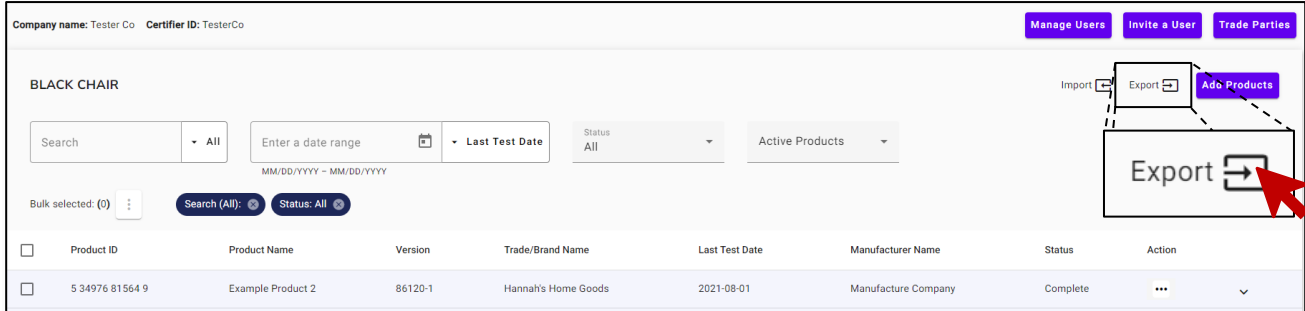 Company name: Tester Co Certifier ID: TesterCo Manage Users Invite a User Trade Parties
BLACK CHAIR Import Export Add Products
Search All Enter a date range Last Test Date Status All Active Products
MM/DD/YYYY – MM/DD/YYYY
Export
Bulk selected: (0) Search (All): Status: All
Product ID Product Name Version Trade/Brand Name Last Test Date Manufacturer Name Status Action
5 34976 81564 9 Example Product 2 86120-1 Hannah's Home Goods 2021-08-01 Manufacture Company Complete